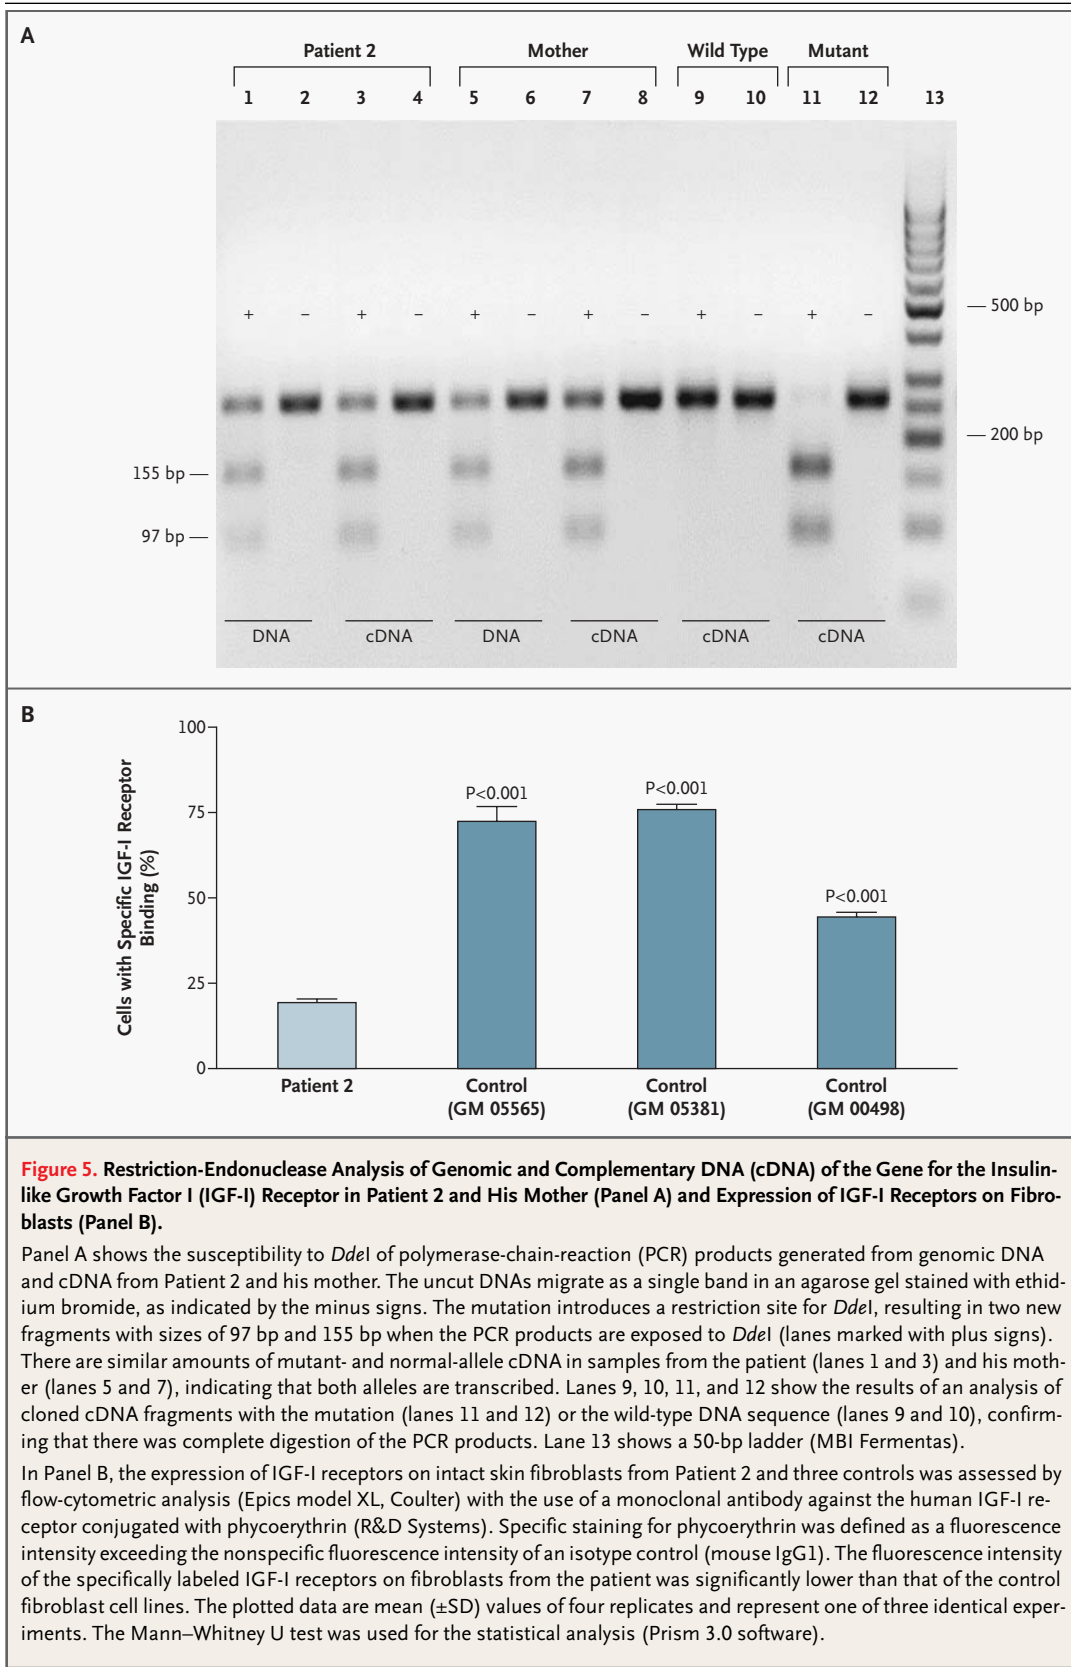 A
Patient 2 Mother Wild Type Mutant
1 2 3 4 5 6 7 8 9 10 11 12 13
+ – + – + – + – + – + –
500 bp
200 bp
155 bp
97 bp
DNA cDNA DNA cDNA cDNA cDNA
B
Cells with Specific IGF-I Receptor
Binding (%)
100
75
50
25
0
P<0.001
P<0.001
P<0.001
Patient 2 Control Control Control
(GM 05565) (GM 05381) (GM 00498)
Figure 5. Restriction-Endonuclease Analysis of Genomic and Complementary DNA (cDNA) of the Gene for the Insulin-
like Growth Factor I (IGF-I) Receptor in Patient 2 and His Mother (Panel A) and Expression of IGF-I Receptors on Fibro-
blasts (Panel B).
Panel A shows the susceptibility to DdeI of polymerase-chain-reaction (PCR) products generated from genomic DNA
and cDNA from Patient 2 and his mother. The uncut DNAs migrate as a single band in an agarose gel stained with ethid-
ium bromide, as indicated by the minus signs. The mutation introduces a restriction site for DdeI, resulting in two new
fragments with sizes of 97 bp and 155 bp when the PCR products are exposed to DdeI (lanes marked with plus signs).
There are similar amounts of mutant- and normal-allele cDNA in samples from the patient (lanes 1 and 3) and his moth-
er (lanes 5 and 7), indicating that both alleles are transcribed. Lanes 9, 10, 11, and 12 show the results of an analysis of
cloned cDNA fragments with the mutation (lanes 11 and 12) or the wild-type DNA sequence (lanes 9 and 10), confirm-
ing that there was complete digestion of the PCR products. Lane 13 shows a 50-bp ladder (MBI Fermentas).
In Panel B, the expression of IGF-I receptors on intact skin fibroblasts from Patient 2 and three controls was assessed by
flow-cytometric analysis (Epics model XL, Coulter) with the use of a monoclonal antibody against the human IGF-I re-
ceptor conjugated with phycoerythrin (R&D Systems). Specific staining for phycoerythrin was defined as a fluorescence
intensity exceeding the nonspecific fluorescence intensity of an isotype control (mouse IgG1). The fluorescence intensity
of the specifically labeled IGF-I receptors on fibroblasts from the patient was significantly lower than that of the control
fibroblast cell lines. The plotted data are mean (±SD) values of four replicates and represent one of three identical exper-
iments. The Mann–Whitney U test was used for the statistical analysis (Prism 3.0 software).